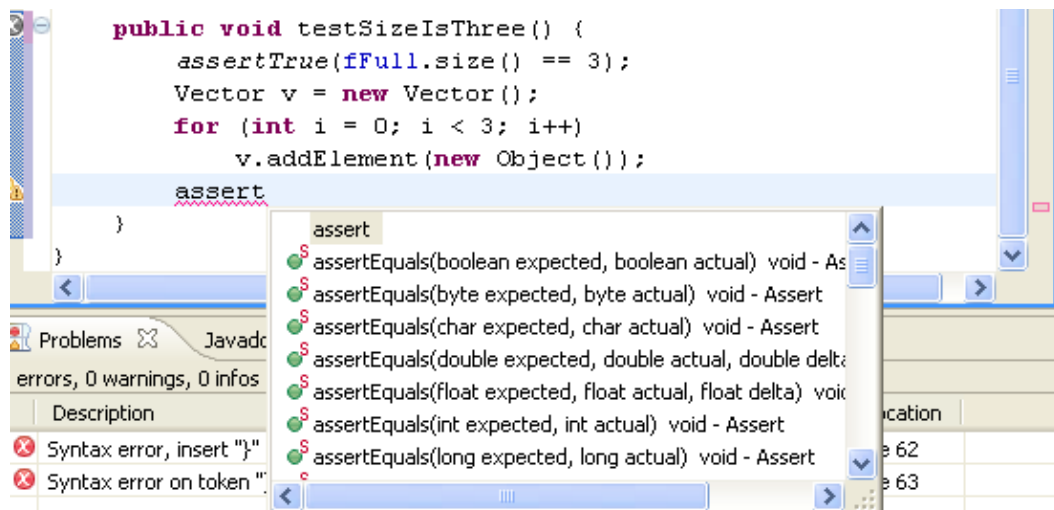 public void testSizeIsThree() {
assertTrue(fFull.size() == 3);
Vector v = new Vector();
for (int i = 0; i < 3; i++)
v.addElement(new Object());
assert
}
}
assert
assertEquals(boolean expected, boolean actual) void - As
assertEquals(byte expected, byte actual) void - Assert
assertEquals(char expected, char actual) void - Assert
assertEquals(double expected, double actual, double delta
assertEquals(float expected, float actual, float delta) void
assertEquals(int expected, int actual) void - Assert
assertEquals(long expected, long actual) void - Assert
Problems Javado
errors, 0 warnings, 0 infos
Description ocation
Syntax error, insert "}" e 62
Syntax error on token " e 63